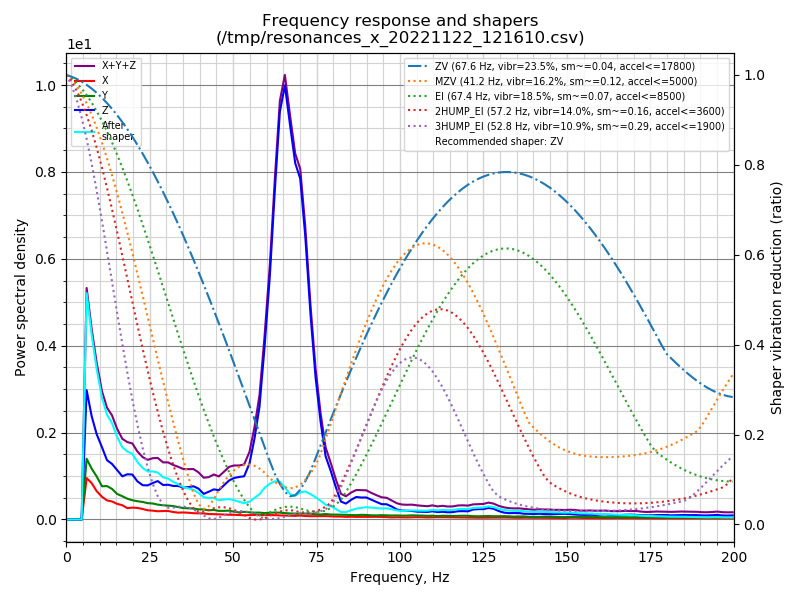 Frequency response and shapers
(/tmp/resonances_x_20221122_121610.csv)
1e1
X+Y+Z
X
Y
Z
After
shaper
ZV (67.6 Hz, vibr=23.5%, sm~=0.04, accel<=17800)
MZV (41.2 Hz, vibr=16.2%, sm~=0.12, accel<=5000)
EI (67.4 Hz, vibr=18.5%, sm~=0.07, accel<=8500)
2HUMP_EI (57.2 Hz, vibr=14.0%, sm~=0.16, accel<=3600)
3HUMP_EI (52.8 Hz, vibr=10.9%, sm~=0.29, accel<=1900)
Recommended shaper: ZV
Power spectral density
1.0
0.8
0.6
0.4
0.2
0.0
Shaper vibration reduction (ratio)
1.0
0.8
0.6
0.4
0.2
0.0
0 25 50 75 100 125 150 175 200
Frequency, Hz